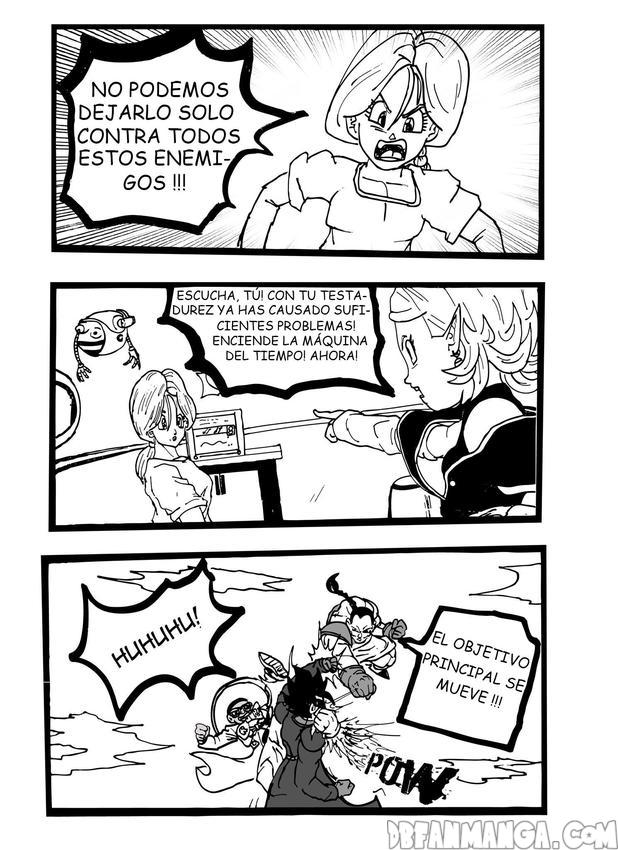 NO PODEMOS
DEJARLO SOLO
CONTRA TODOS
ESTOS ENEMI-
GOS !!!
ESCUCHA, TÚ! CON TU TESTA-
DUREZ YA HAS CAUSADO SUFI-
CIENTES PROBLEMAS!
ENCIENDE LA MÁQUINA
DEL TIEMPO! AHORA!
HUHUHU!
EL OBJETIVO
PRINCIPAL SE
MUEVE !!!
POW
DBFANMANGA.COM